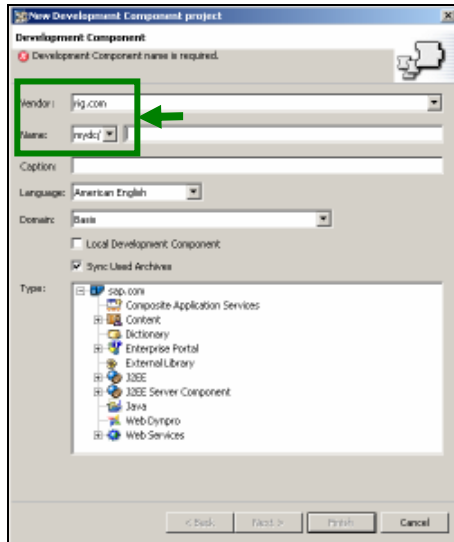 New Development Component project
Development Component
Development Component name is required.
Vendor: rig.com
Name: mydc/
Caption:
Language: American English
Domain: Basis
Local Development Component
Sync Used Archives
Type: sap.com
Composite Application Services
Content
Dictionary
Enterprise Portal
External Library
J2EE
J2EE Server Component
Java
Web Dynpro
Web Services
< Back Next > Finish Cancel